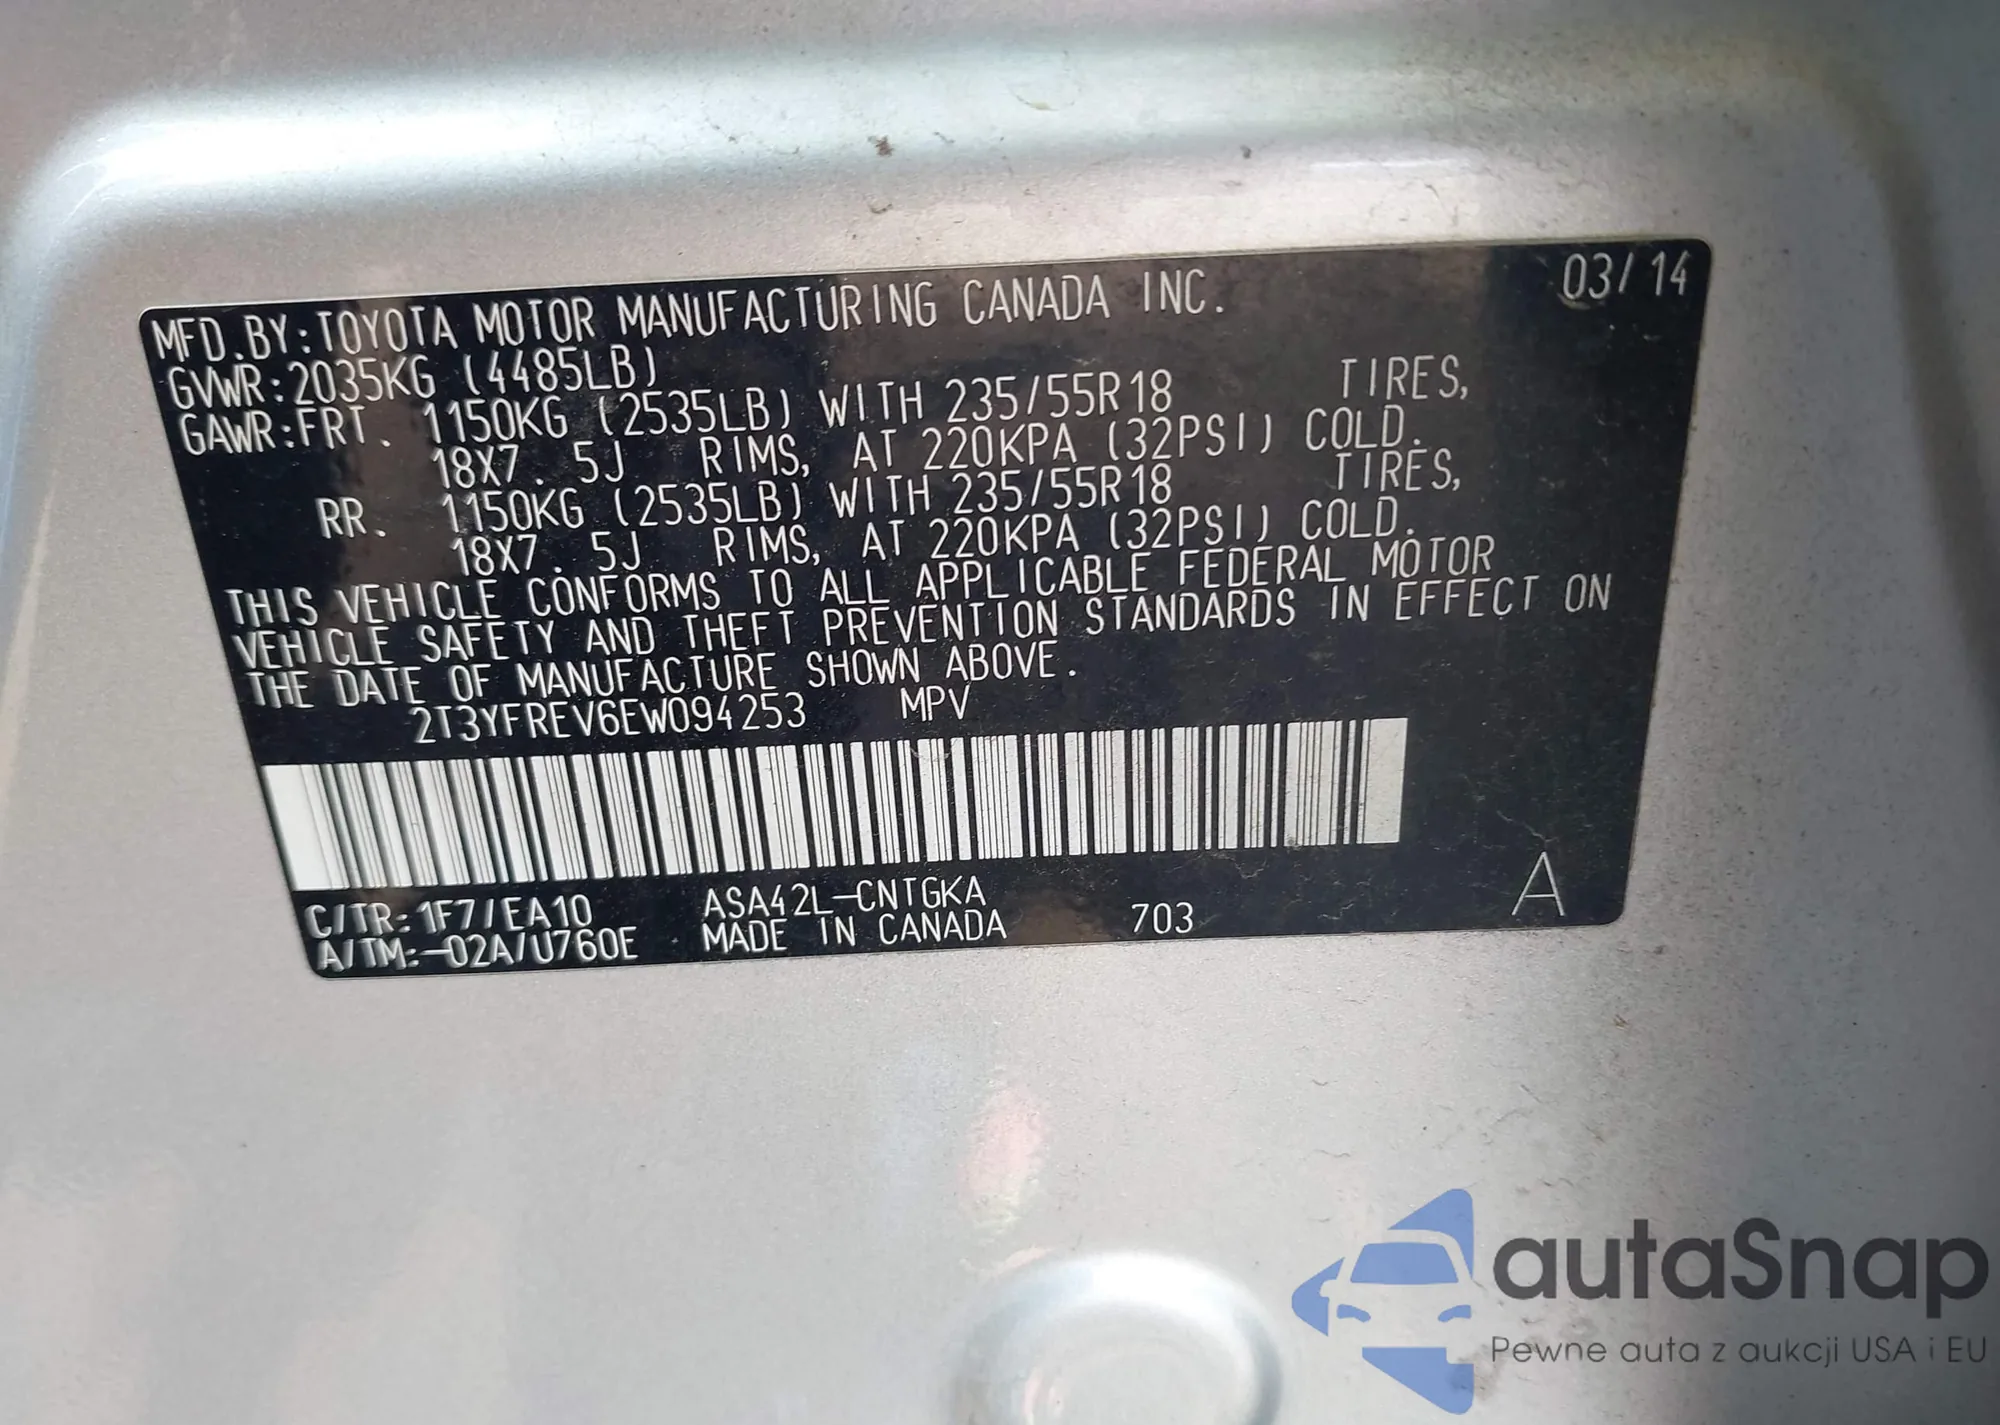 03/14
MFD.BY:TOYOTA MOTOR MANUFACTURING CANADA INC.
GVWR:2035KG (4485LB)
GAWR:FRT. 1150KG (2535LB) WITH 235/55R18 TIRES,
18X7.5J RIMS, AT 220KPA (32PSI) COLD.
RR. 1150KG (2535LB) WITH 235/55R18 TIRES,
18X7.5J RIMS, AT 220KPA (32PSI) COLD.
THIS VEHICLE CONFORMS TO ALL APPLICABLE FEDERAL MOTOR
VEHICLE SAFETY AND THEFT PREVENTION STANDARDS IN EFFECT ON
THE DATE OF MANUFACTURE SHOWN ABOVE.
2T3YFREV6EW094253 MPV
C/TR:1F7/EA10 ASA42L-CNTGKA
A/TM:-02A/U760E MADE IN CANADA 703 A
autaSnap
Pewne auta z aukcji USA i EU